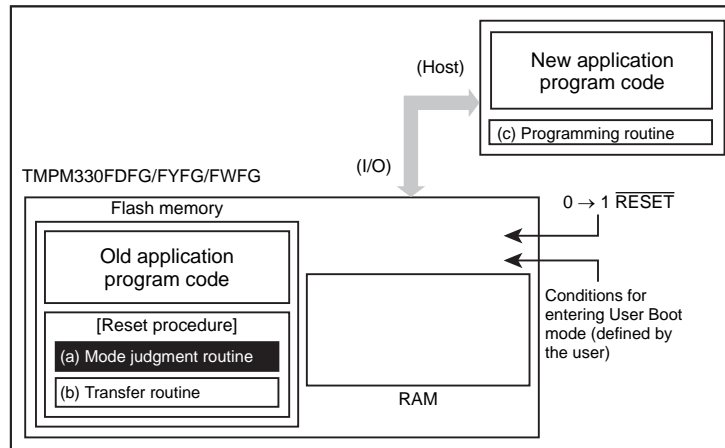 New application
program code
(Host)
(c) Programming routine
(I/O)
TMPM330FDFG/FYFG/FWFG
Flash memory
0 → 1 RESET
Old application
program code
[Reset procedure]
(a) Mode judgment routine
(b) Transfer routine
Conditions for
entering User Boot
mode (defined by
the user)
RAM